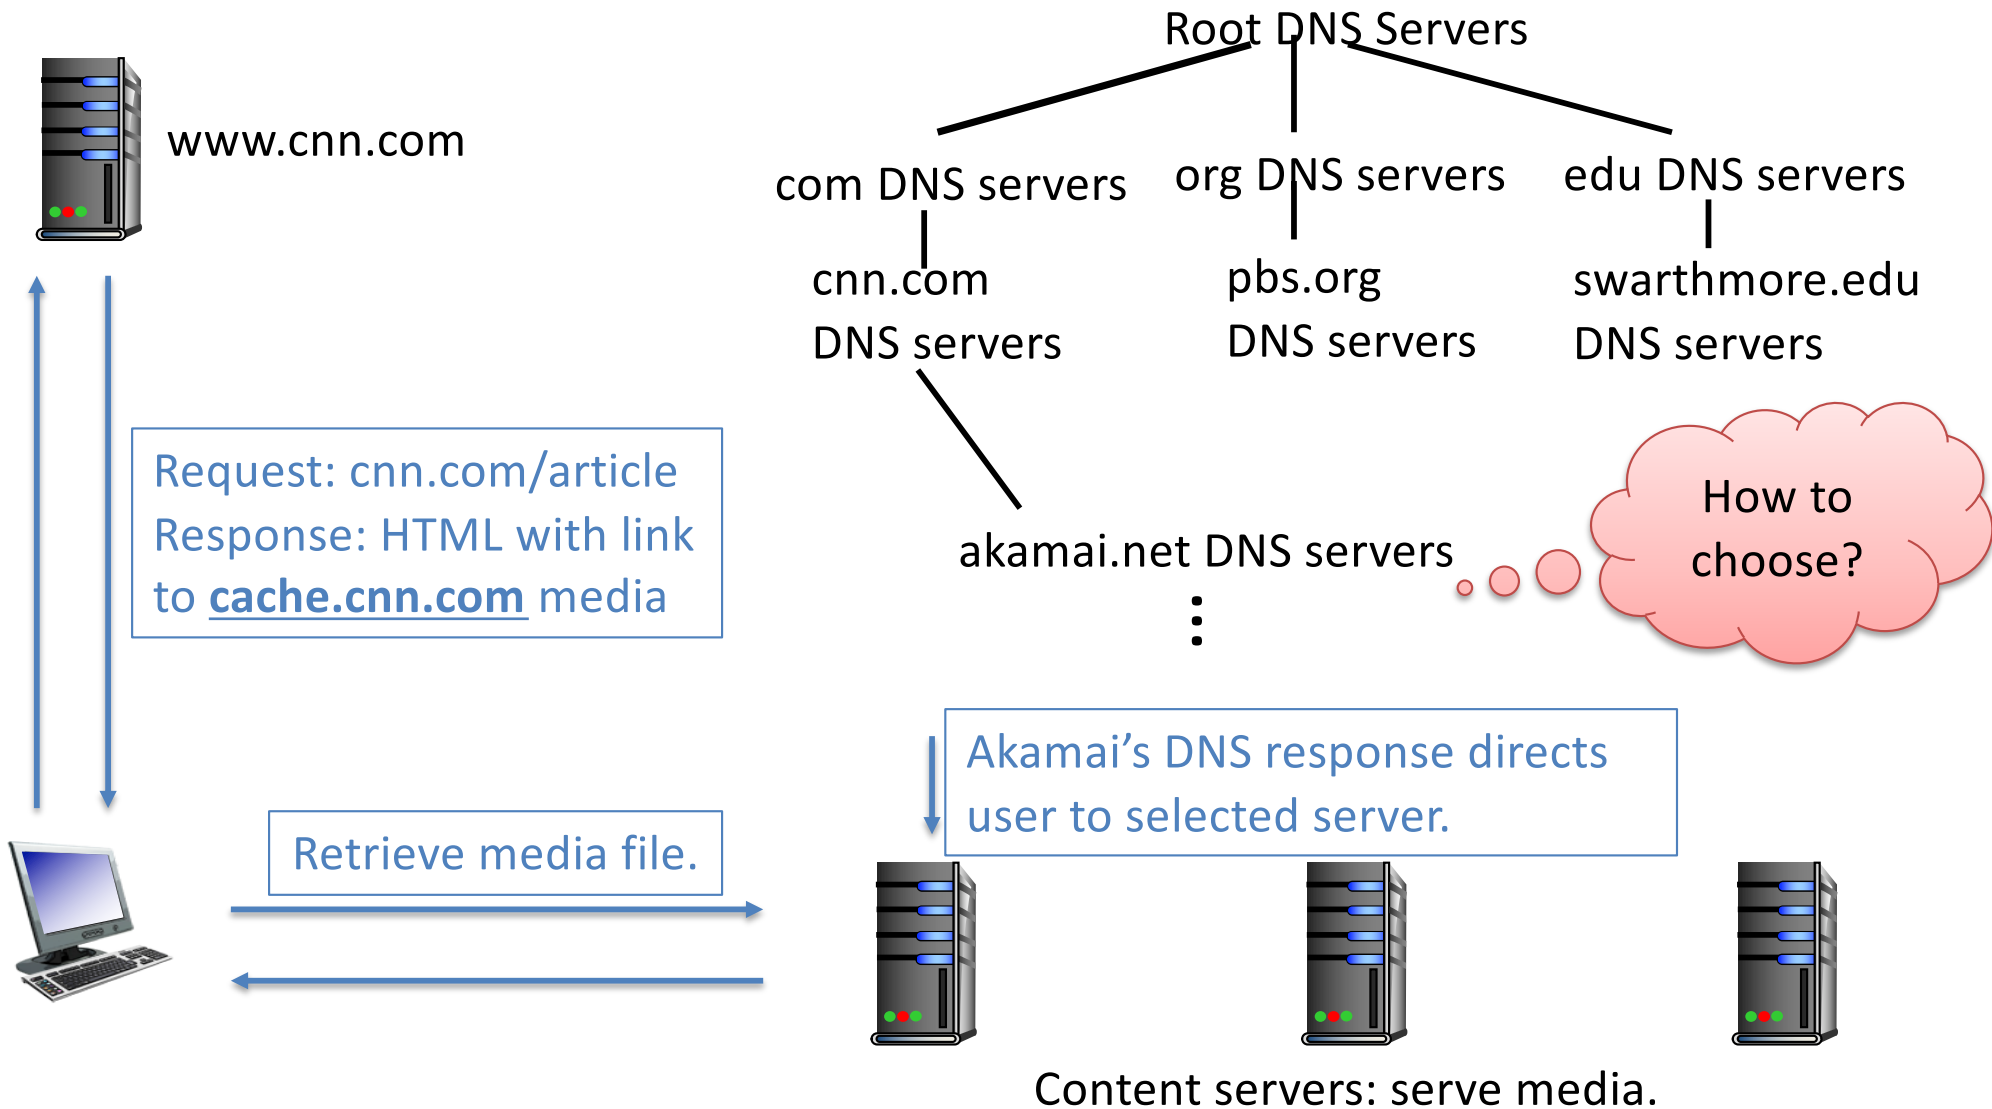 Root DNS Servers
www.cnn.com
com DNS servers
org DNS servers
edu DNS servers
cnn.com
DNS servers
pbs.org
DNS servers
swarthmore.edu
DNS servers
Request: cnn.com/article
Response: HTML with link
to cache.cnn.com media
How to
choose?
akamai.net DNS servers
Akamai’s DNS response directs
user to selected server.
Retrieve media file.
Content servers: serve media.